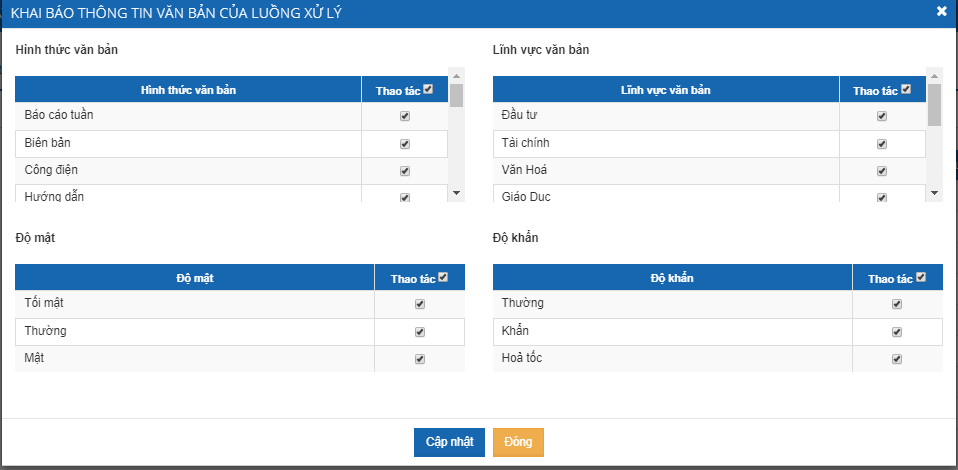 KHAI BÁO THÔNG TIN VĂN BẢN CỦA LUỒNG XỬ LÝ
Hình thức văn bản
Hình thức văn bản Thao tác
Báo cáo tuần
Biên bản
Công điện
Hướng dẫn
Lĩnh vực văn bản
Lĩnh vực văn bản Thao tác
Đầu tư
Tài chính
Văn Hoá
Giáo Dục
Độ mật
Độ mật Thao tác
Tối mật
Thường
Mật
Độ khẩn
Độ khẩn Thao tác
Thường
Khẩn
Hoả tốc
Cập nhật Đóng